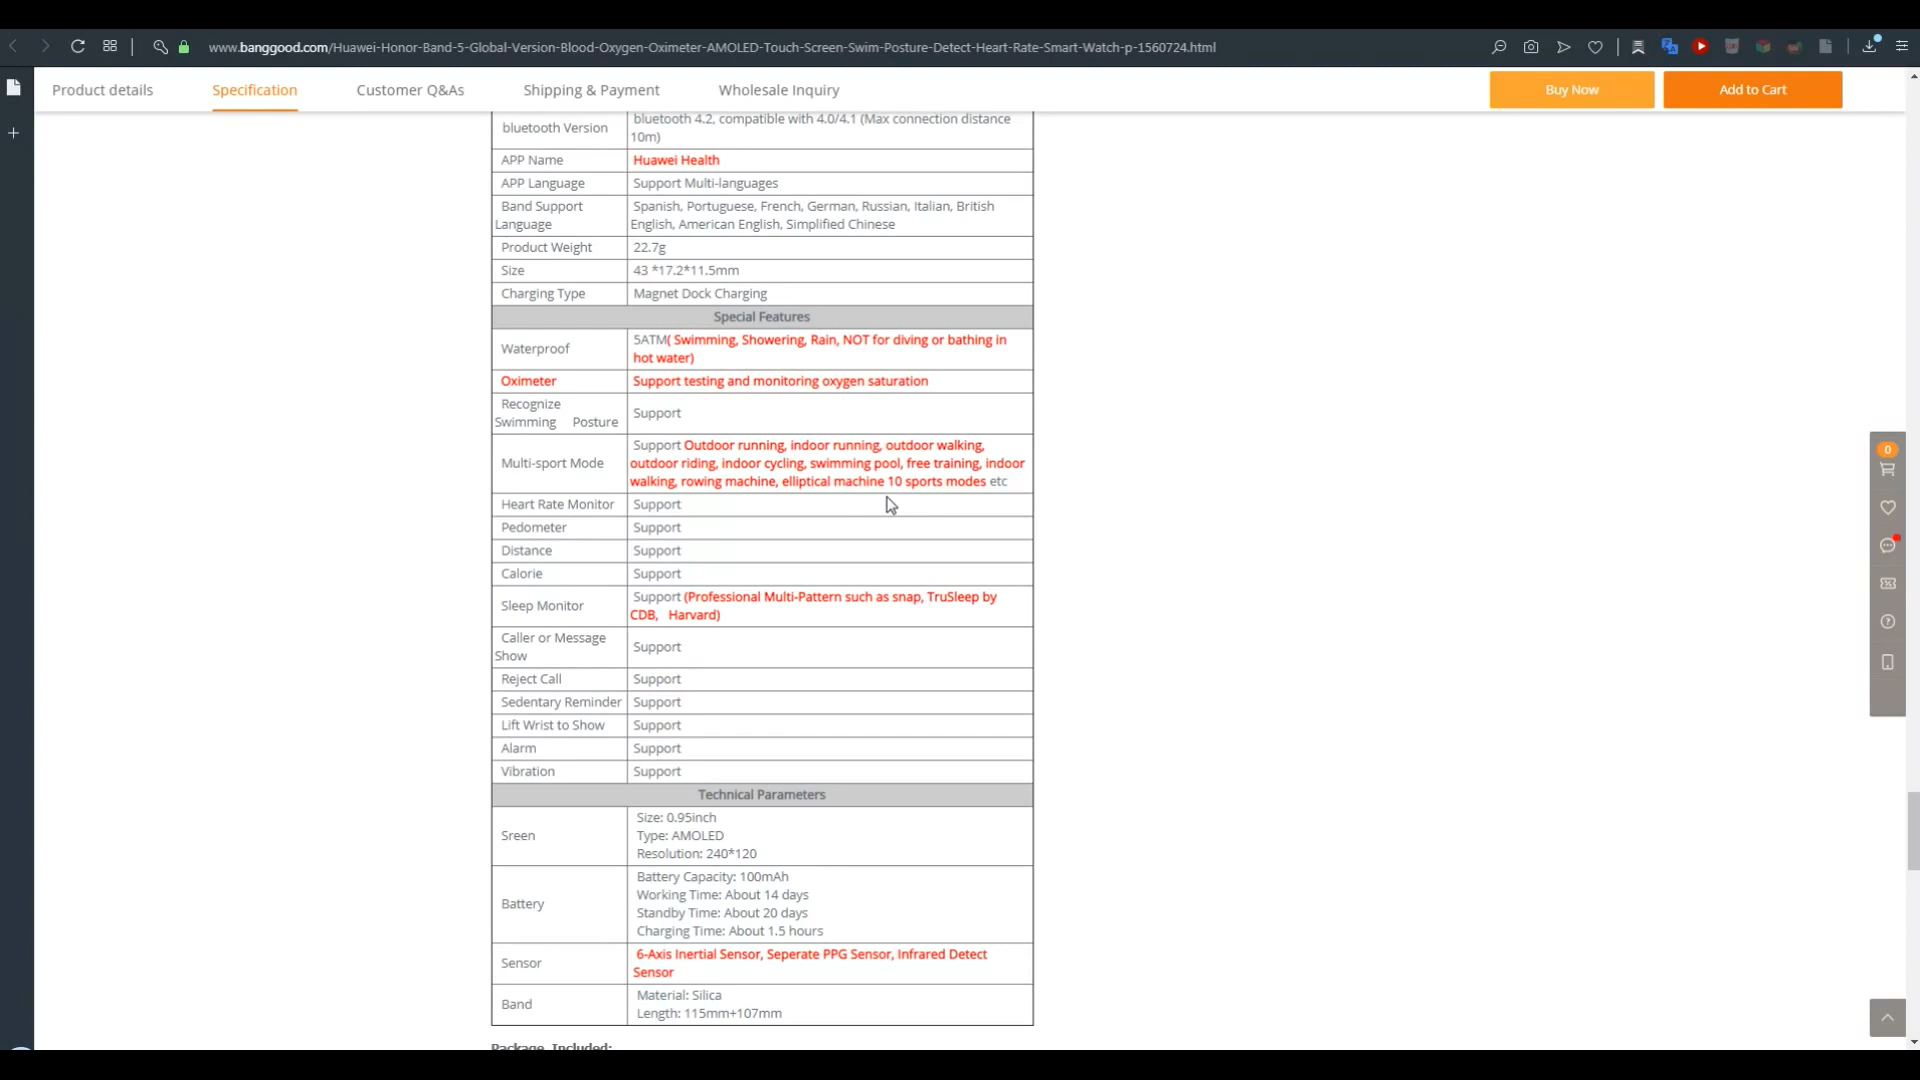 www.banggood.com/Huawei-Honor-Band-5-Global-Version-Blood-Oxygen-Oximeter-AMOLED-Touch-Screen-Swim-Posture-Detect-Heart-Rate-Smart-Watch-p-1560724.html
Product details
Specification
Customer Q&As
Shipping & Payment
Wholesale Inquiry
Buy Now
Add to Cart
bluetooth Version
bluetooth 4.2, compatible with 4.0/4.1 (Max connection distance
10m)
APP Name
Huawei Health
APP Language
Support Multi-languages
Band Support
Language
Spanish, Portuguese, French, German, Russian, Italian, British
English, American English, Simplified Chinese
Product Weight
22.7g
Size
43 *17.2*11.5mm
Charging Type
Magnet Dock Charging
Special Features
Waterproof
5ATM( Swimming, Showering, Rain, NOT for diving or bathing in
hot water)
Oximeter
Support testing and monitoring oxygen saturation
Recognize
Swimming Posture
Support
Multi-sport Mode
Support Outdoor running, indoor running, outdoor walking,
outdoor riding, indoor cycling, swimming pool, free training, indoor
walking, rowing machine, elliptical machine 10 sports modes etc
Heart Rate Monitor
Support
Pedometer
Support
Distance
Support
Calorie
Support
Sleep Monitor
Support (Professional Multi-Pattern such as snap, TruSleep by
CDB, Harvard)
Caller or Message
Show
Support
Reject Call
Support
Sedentary Reminder
Support
Lift Wrist to Show
Support
Alarm
Support
Vibration
Support
Technical Parameters
Sreen
Size: 0.95inch
Type: AMOLED
Resolution: 240*120
Battery
Battery Capacity: 100mAh
Working Time: About 14 days
Standby Time: About 20 days
Charging Time: About 1.5 hours
Sensor
6-Axis Inertial Sensor, Seperate PPG Sensor, Infrared Detect
Sensor
Band
Material: Silica
Length: 115mm+107mm
Package Included:
0